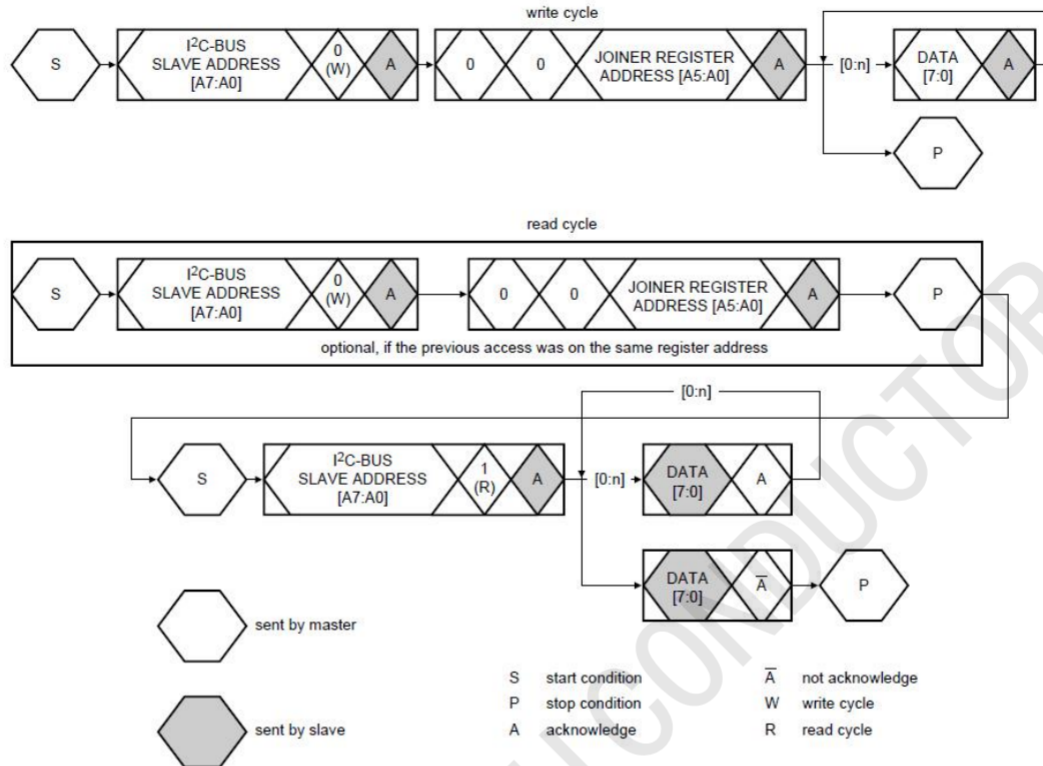 write cycle
S
I²C-BUS
SLAVE ADDRESS
[A7:A0]
0
(W)
A
0
0
JOINER REGISTER
ADDRESS [A5:A0]
A
[0:n]
DATA
[7:0]
A
P
read cycle
S
I²C-BUS
SLAVE ADDRESS
[A7:A0]
0
(W)
A
0
0
JOINER REGISTER
ADDRESS [A5:A0]
A
P
optional, if the previous access was on the same register address
[0:n]
S
I²C-BUS
SLAVE ADDRESS
[A7:A0]
1
(R)
A
[0:n]
DATA
[7:0]
A
DATA
[7:0]
A̅
P
sent by master
sent by slave
S start condition
P stop condition
A acknowledge
A̅ not acknowledge
W write cycle
R read cycle
CONDUCTOR